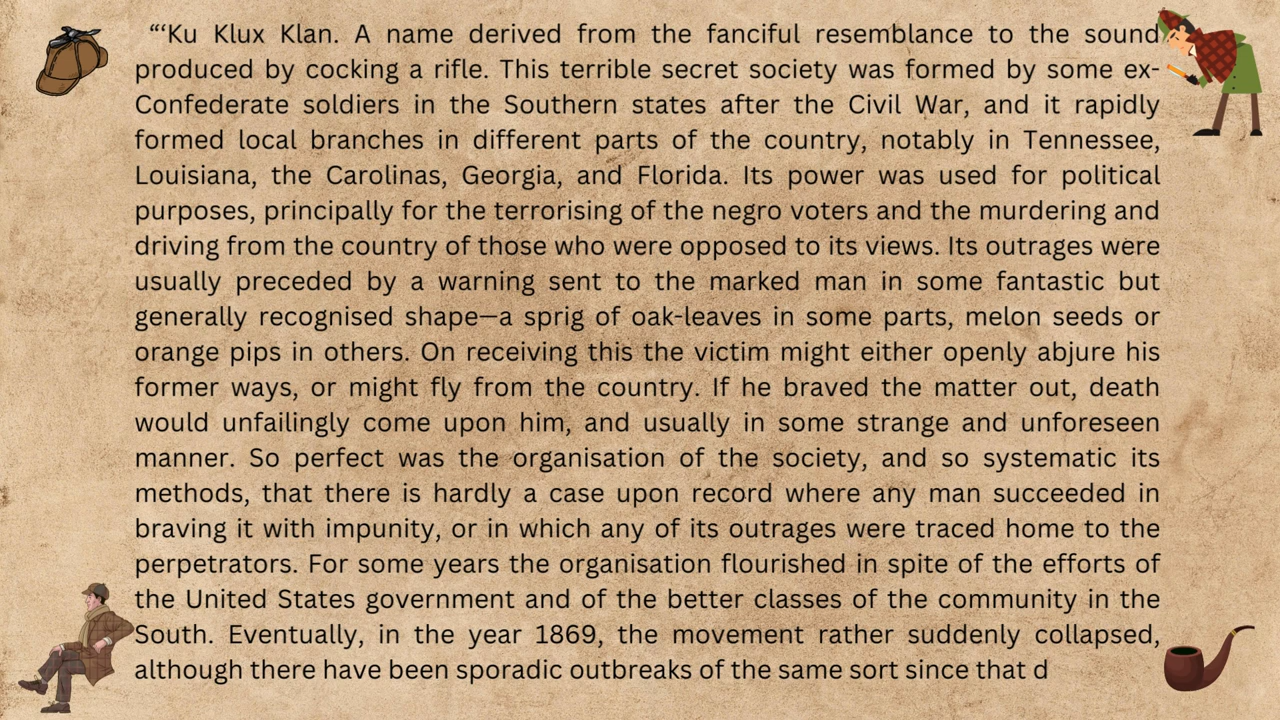 “‘Ku Klux Klan. A name derived from the fanciful resemblance to the sound
produced by cocking a rifle. This terrible secret society was formed by some ex-
Confederate soldiers in the Southern states after the Civil War, and it rapidly
formed local branches in different parts of the country, notably in Tennessee,
Louisiana, the Carolinas, Georgia, and Florida. Its power was used for political
purposes, principally for the terrorising of the negro voters and the murdering and
driving from the country of those who were opposed to its views. Its outrages were
usually preceded by a warning sent to the marked man in some fantastic but
generally recognised shape—a sprig of oak-leaves in some parts, melon seeds or
orange pips in others. On receiving this the victim might either openly abjure his
former ways, or might fly from the country. If he braved the matter out, death
would unfailingly come upon him, and usually in some strange and unforeseen
manner. So perfect was the organisation of the society, and so systematic its
methods, that there is hardly a case upon record where any man succeeded in
braving it with impunity, or in which any of its outrages were traced home to the
perpetrators. For some years the organisation flourished in spite of the efforts of
the United States government and of the better classes of the community in the
South. Eventually, in the year 1869, the movement rather suddenly collapsed,
although there have been sporadic outbreaks of the same sort since that d